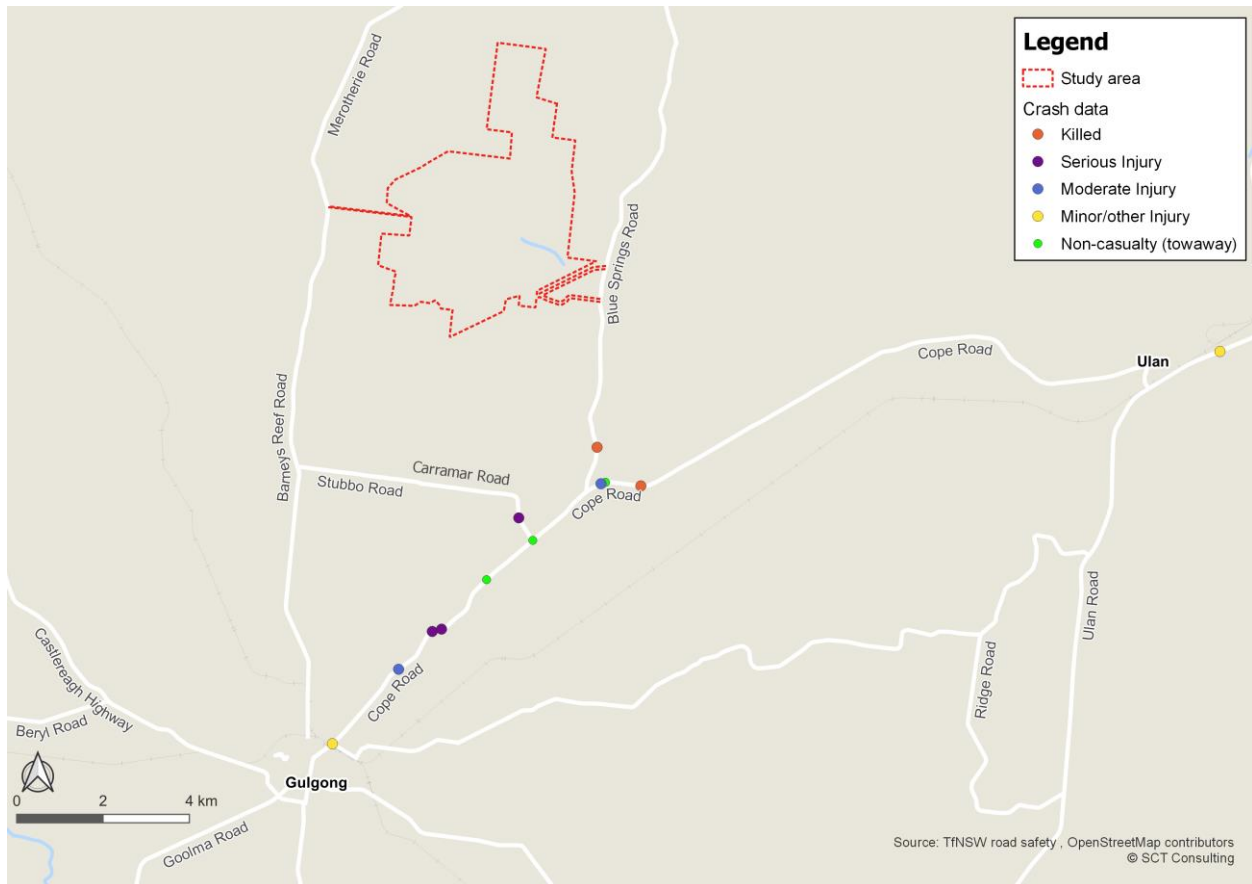 Legend
Study area
Crash data
Killed
Serious Injury
Moderate Injury
Minor/other Injury
Non-casualty (towaway)
Merotherie Road
Blue Springs Road
Cope Road
Ulan
Barneys Reef Road
Carramar Road
Stubbo Road
Cope Road
Ulan Road
Ridge Road
Castlereagh Highway
Cope Road
Beryl Road
Gulgong
0 2 4 km
Goolma Road
Source: TfNSW road safety , OpenStreetMap contributors
© SCT Consulting